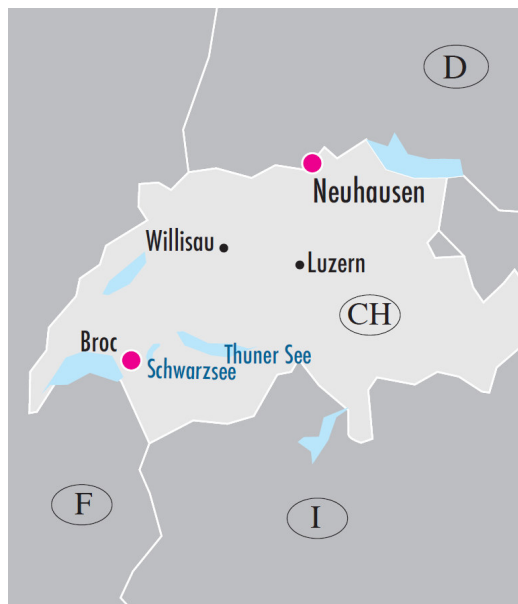 D
Neuhausen
Willisau
Luzern
CH
Broc
Thuner See
Schwarzsee
F
I